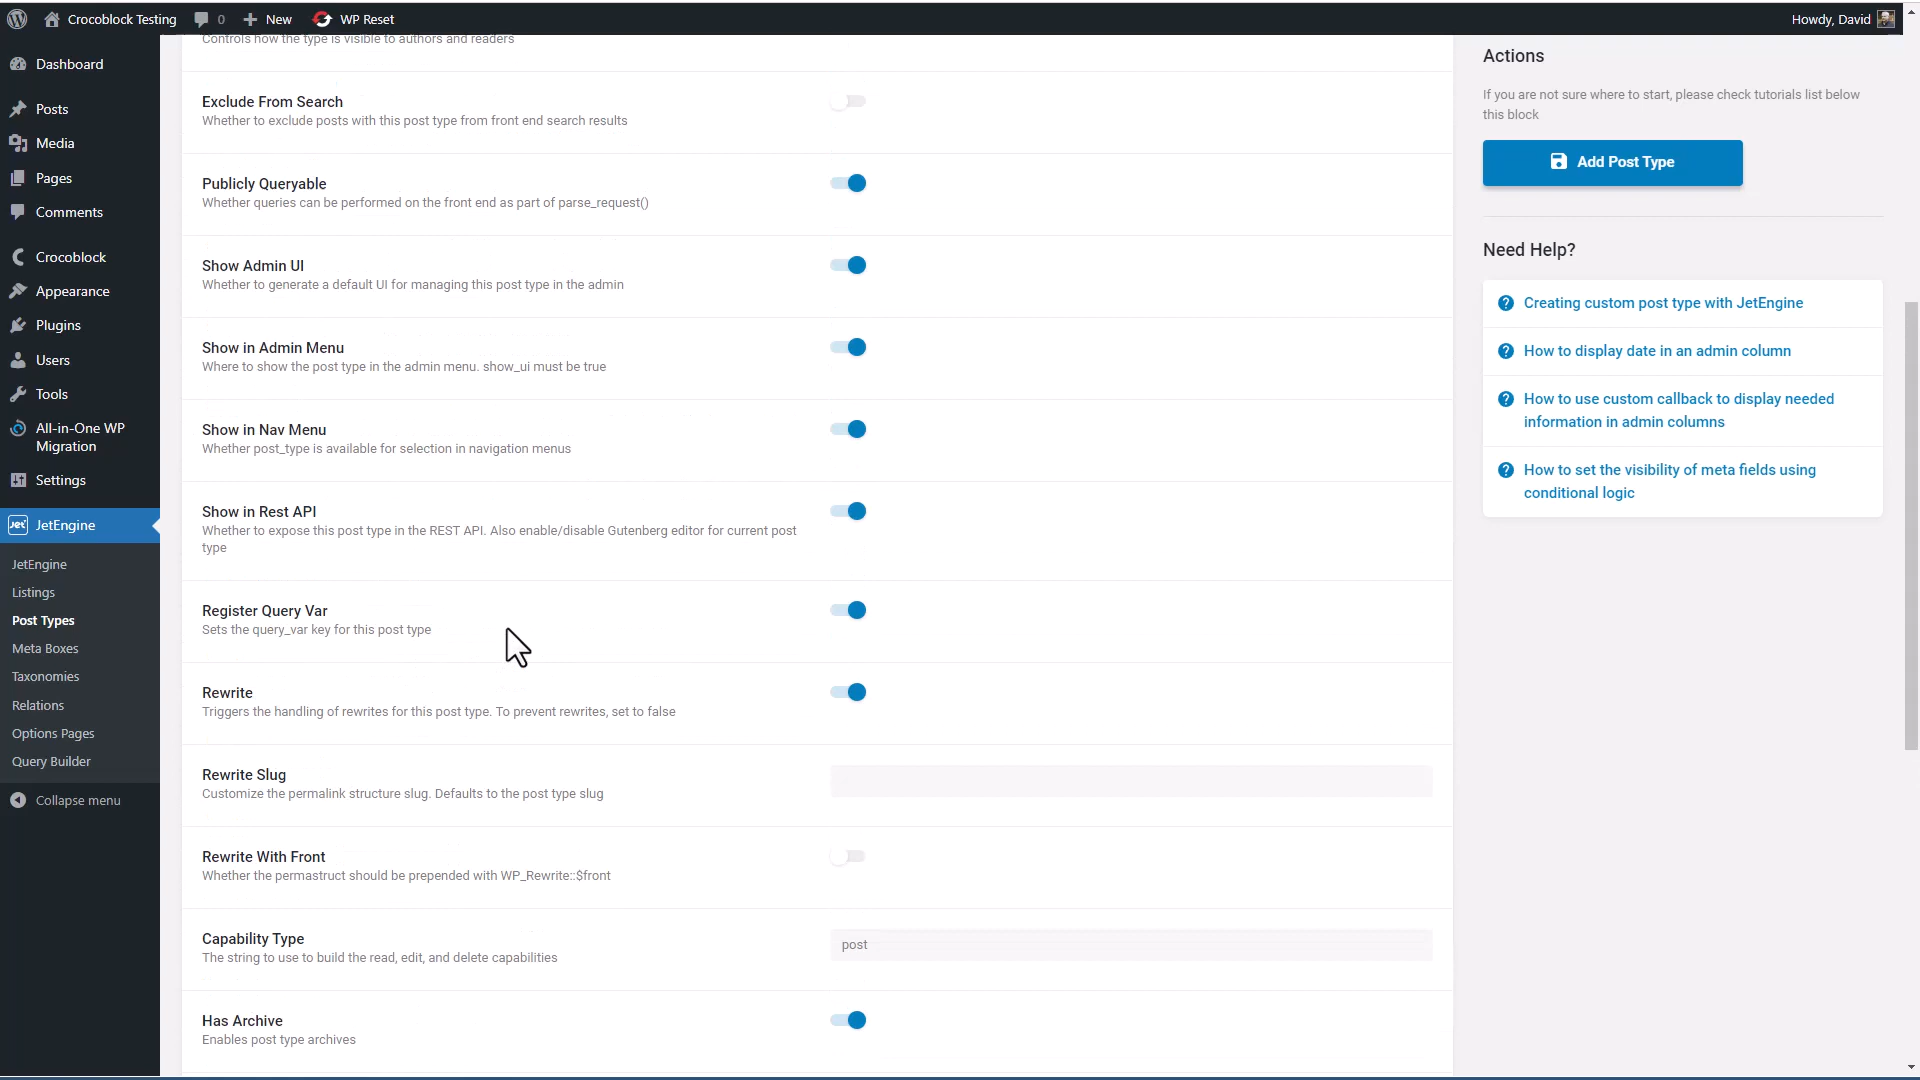 Crocoblock Testing
0
New
WP Reset
Howdy, David
Dashboard
Posts
Media
Pages
Comments
Crocoblock
Appearance
Plugins
Users
Tools
All-in-One WP
Migration
Settings
Jet
JetEngine
JetEngine
Listings
Post Types
Meta Boxes
Taxonomies
Relations
Options Pages
Query Builder
Collapse menu
Controls how the type is visible to authors and readers
Exclude From Search
Whether to exclude posts with this post type from front end search results
Publicly Queryable
Whether queries can be performed on the front end as part of parse_request()
Show Admin UI
Whether to generate a default UI for managing this post type in the admin
Show in Admin Menu
Where to show the post type in the admin menu. show_ui must be true
Show in Nav Menu
Whether post_type is available for selection in navigation menus
Show in Rest API
Whether to expose this post type in the REST API. Also enable/disable Gutenberg editor for current post
type
Register Query Var
Sets the query_var key for this post type
Rewrite
Triggers the handling of rewrites for this post type. To prevent rewrites, set to false
Rewrite Slug
Customize the permalink structure slug. Defaults to the post type slug
Rewrite With Front
Whether the permastruct should be prepended with WP_Rewrite::$front
Capability Type
The string to use to build the read, edit, and delete capabilities
post
Has Archive
Enables post type archives
Actions
If you are not sure where to start, please check tutorials list below
this block
Add Post Type
Need Help?
Creating custom post type with JetEngine
How to display date in an admin column
How to use custom callback to display needed
information in admin columns
How to set the visibility of meta fields using
conditional logic